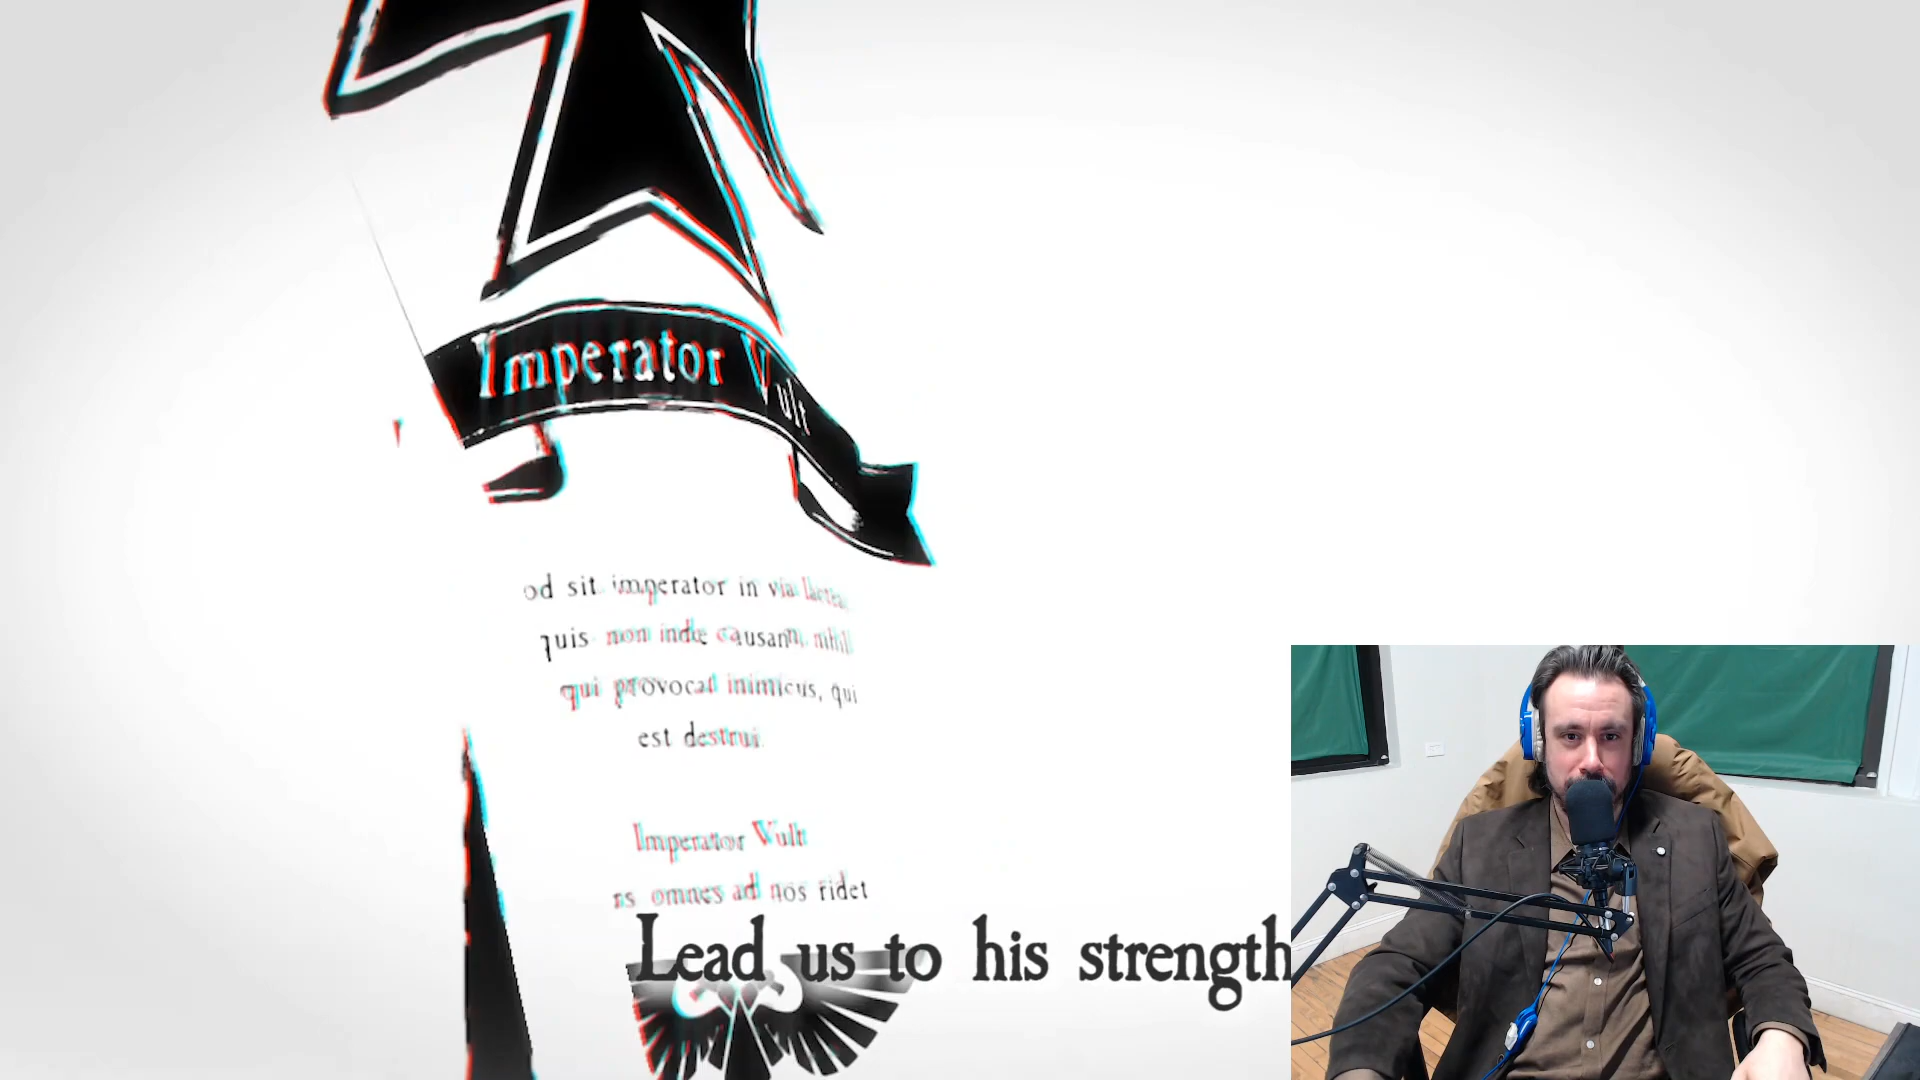 Imperator Vult
od sit imperator in via lactea,
quis non inde causam, nihil
qui provocat inimicus, qui
est destrui.
Imperator Vult
rs omnes ad nos ridet
Lead us to his strength